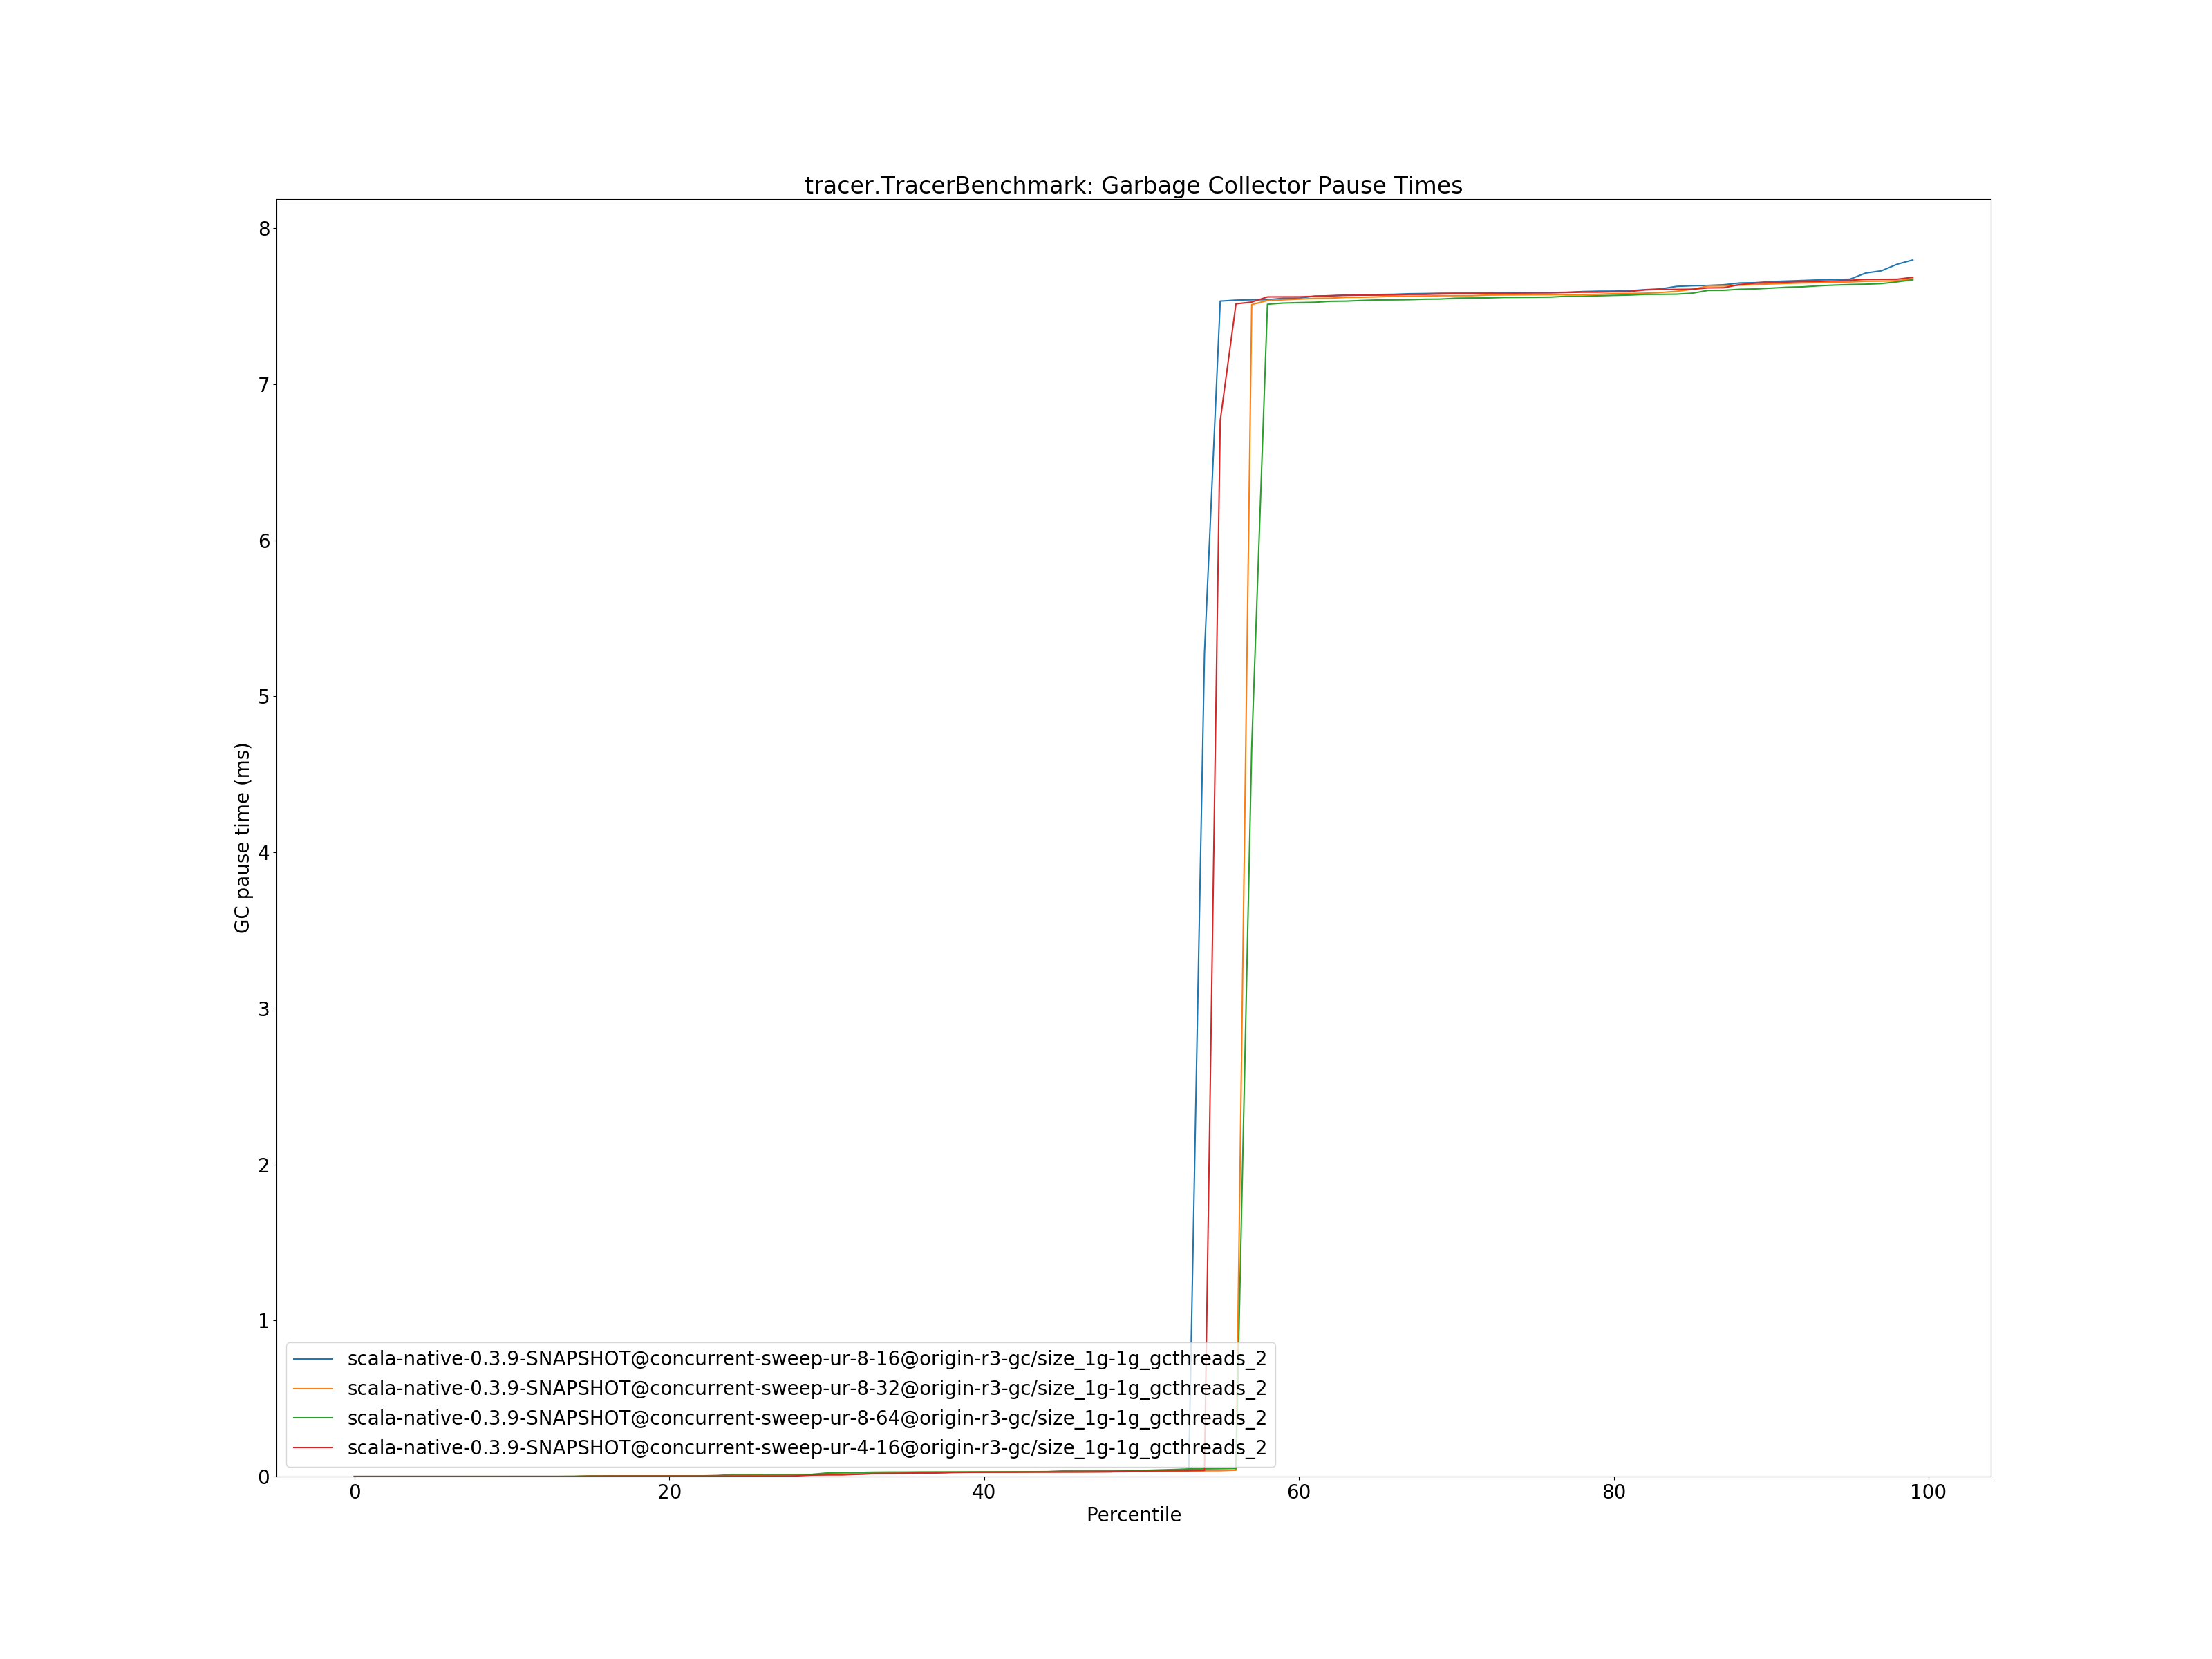 tracer.TracerBenchmark: Garbage Collector Pause Times
8
7
6
5
4
3
2
1
0
GC pause time (ms)
scala-native-0.3.9-SNAPSHOT@concurrent-sweep-ur-8-16@origin-r3-gc/size_1g-1g_gcthreads_2
scala-native-0.3.9-SNAPSHOT@concurrent-sweep-ur-8-32@origin-r3-gc/size_1g-1g_gcthreads_2
scala-native-0.3.9-SNAPSHOT@concurrent-sweep-ur-8-64@origin-r3-gc/size_1g-1g_gcthreads_2
scala-native-0.3.9-SNAPSHOT@concurrent-sweep-ur-4-16@origin-r3-gc/size_1g-1g_gcthreads_2
0 20 40 60 80 100
Percentile